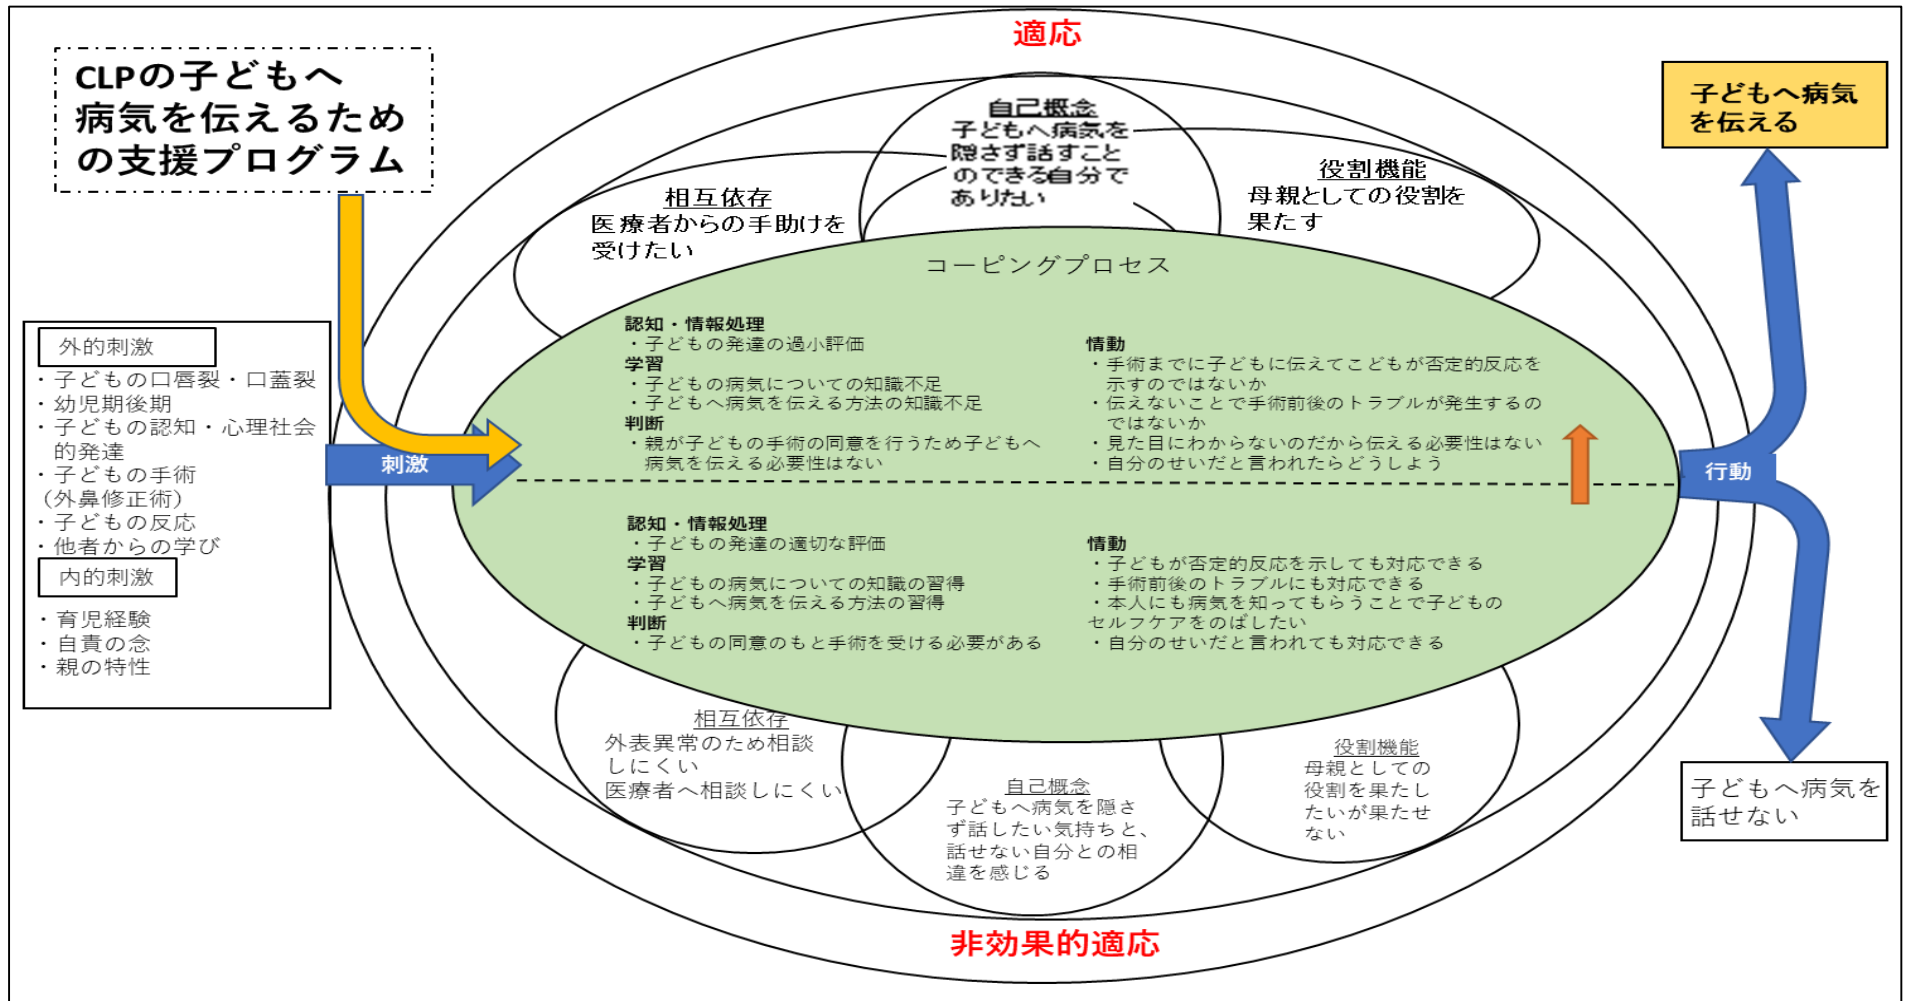 適応
CLPの子どもへ
病気を伝えるため
の支援プログラム
子どもへ病気
を伝える
自己概念
子どもへ病気を
隠さず話すこと
のできる自分で
ありたい
相互依存
医療者からの手助けを
受けたい
役割機能
母親としての役割を
果たす
コーピングプロセス
外的刺激
・子どもの口唇裂・口蓋裂
・幼児期後期
・子どもの認知・心理社会
的発達
・子どもの手術
（外鼻修正術）
・子どもの反応
・他者からの学び
内的刺激
・育児経験
・自責の念
・親の特性
刺激
認知・情報処理
・子どもの発達の過小評価
学習
・子どもの病気についての知識不足
・子どもへ病気を伝える方法の知識不足
判断
・親が子どもの手術の同意を行うため子どもへ
病気を伝える必要性はない
情動
・手術までに子どもに伝えてこどもが否定的反応を
示すのではないか
・伝えないことで手術前後のトラブルが発生するの
ではないか
・見た目にわからないのだから伝える必要性はない
・自分のせいだと言われたらどうしよう
行動
認知・情報処理
・子どもの発達の適切な評価
学習
・子どもの病気についての知識の習得
・子どもへ病気を伝える方法の習得
判断
・子どもの同意のもと手術を受ける必要がある
情動
・子どもが否定的反応を示しても対応できる
・手術前後のトラブルにも対応できる
・本人にも病気を知ってもらうことで子どもの
セルフケアをのばしたい
・自分のせいだと言われても対応できる
相互依存
外表異常のため相談
しにくい
医療者へ相談しにくい
自己概念
子どもへ病気を隠さ
ず話したい気持ちと、
話せない自分との相
違を感じる
役割機能
母親としての
役割を果たし
たいが果たせ
ない
子どもへ病気を
話せない
非効果的適応